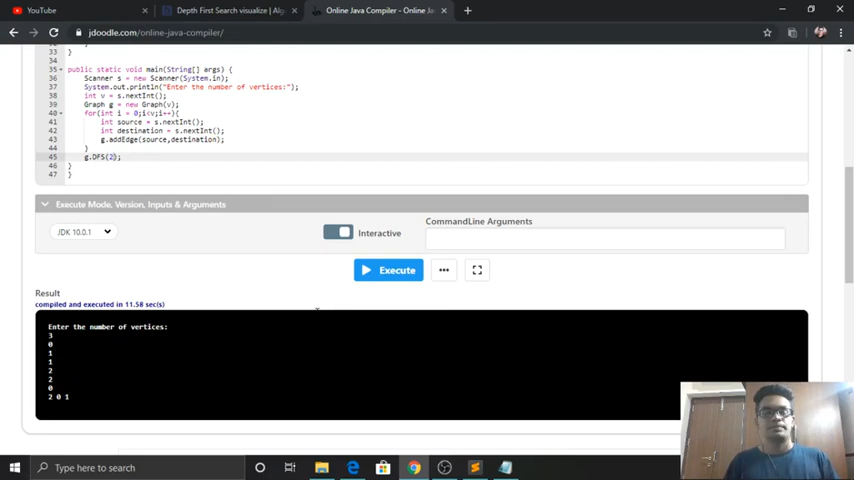 YouTube
Depth First Search visualize | Alg
Online Java Compiler - Online Ja
jdoodle.com/online-java-compiler/
33 }
34
35 public static void main(String[] args) {
36 Scanner s = new Scanner(System.in);
37 System.out.println("Enter the number of vertices:");
38 int v = s.nextInt();
39 Graph g = new Graph(v);
40 for(int i = 0;i<v;i++){
41 int source = s.nextInt();
42 int destination = s.nextInt();
43 g.addEdge(source,destination);
44 }
45 g.DFS(2);
46 }
47 }
Execute Mode, Version, Inputs & Arguments
CommandLine Arguments
JDK 10.0.1
Interactive
Execute
Result
compiled and executed in 11.58 sec(s)
Enter the number of vertices:
3
0
1
1
2
2
0
2 0 1
Type here to search